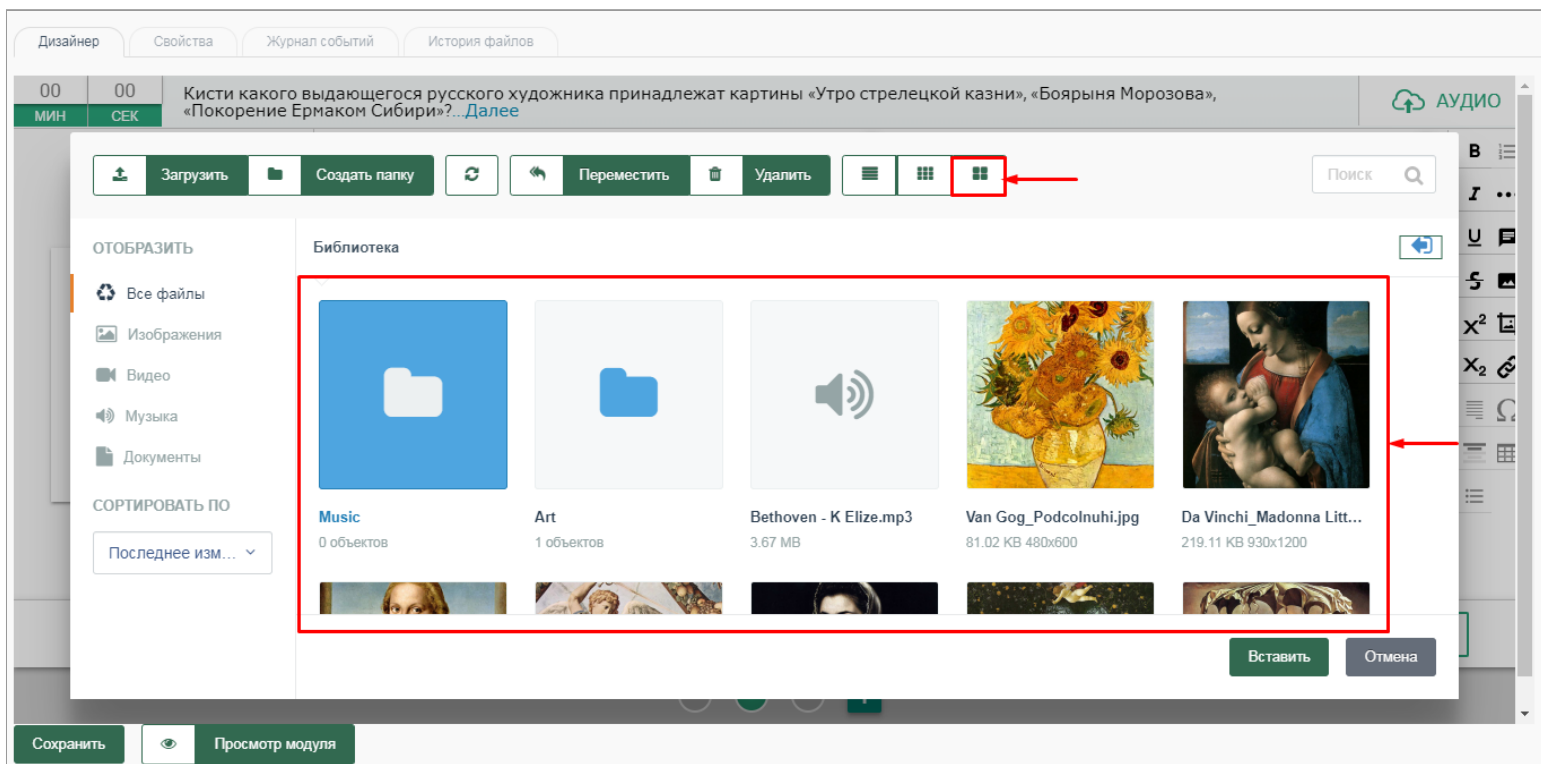 Дизайнер
Свойства
Журнал событий
История файлов
00
00
МИН
СЕК
Кисти какого выдающегося русского художника принадлежат картины «Утро стрелецкой казни», «Боярыня Морозова»,
«Покорение Ермаком Сибири»?...Далее
АУДИО
Загрузить
Создать папку
Переместить
Удалить
Поиск
ОТОБРАЗИТЬ
Все файлы
Изображения
Видео
Музыка
Документы
СОРТИРОВАТЬ ПО
Последнее изм...
Библиотека
Music
0 объектов
Art
1 объектов
Bethoven - K Elize.mp3
3.67 MB
Van Gog_Podcolnuhi.jpg
81.02 KB 480x600
Da Vinchi_Madonna Litt...
219.11 KB 930x1200
B
I
U
S
X²
X₂
Ω
Вставить
Отмена
Сохранить
Просмотр модуля